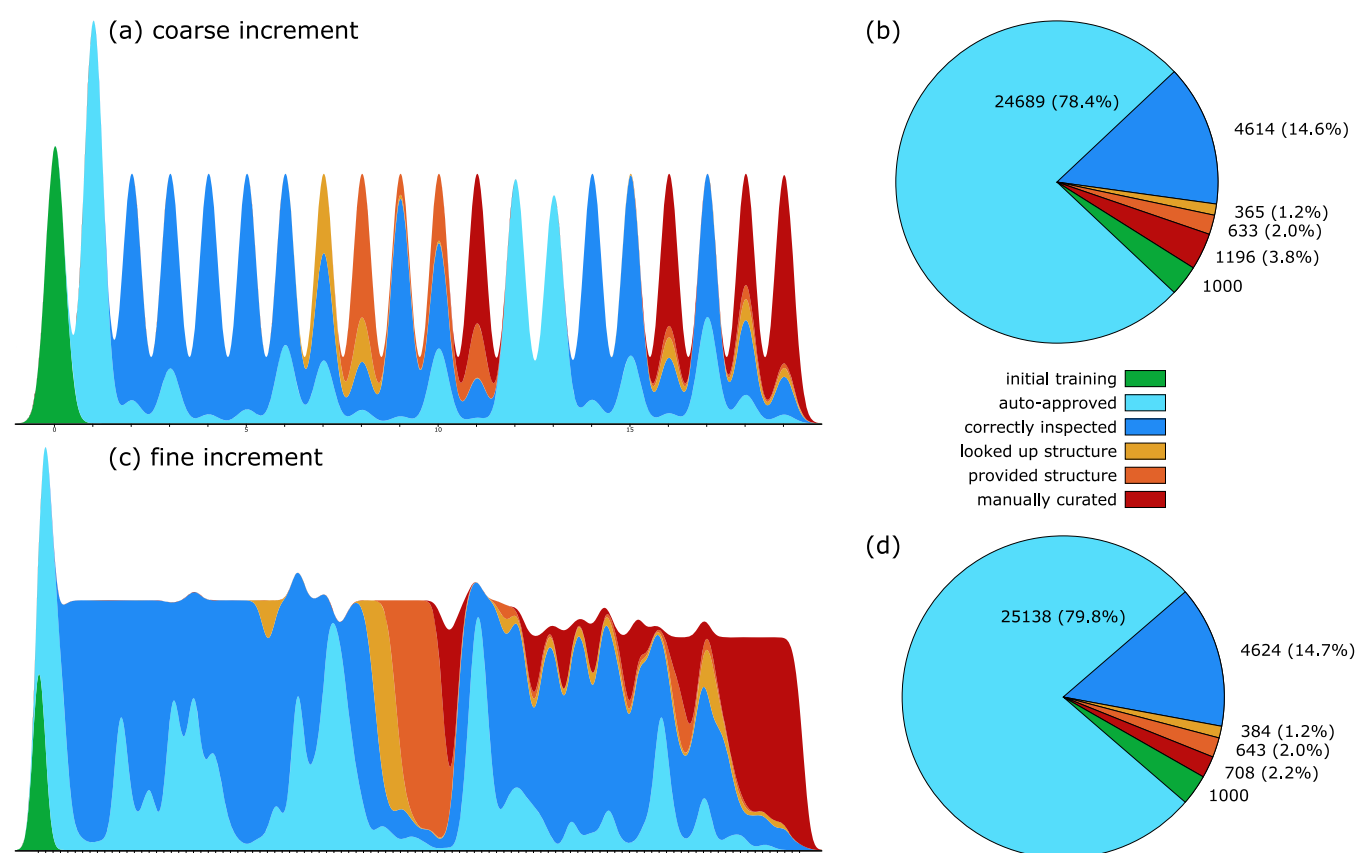 (a) coarse increment
0
5
10
15
(b)
24689 (78.4%)
4614 (14.6%)
365 (1.2%)
633 (2.0%)
1196 (3.8%)
1000
initial training
auto-approved
correctly inspected
looked up structure
provided structure
manually curated
(c) fine increment
(d)
25138 (79.8%)
4624 (14.7%)
384 (1.2%)
643 (2.0%)
708 (2.2%)
1000